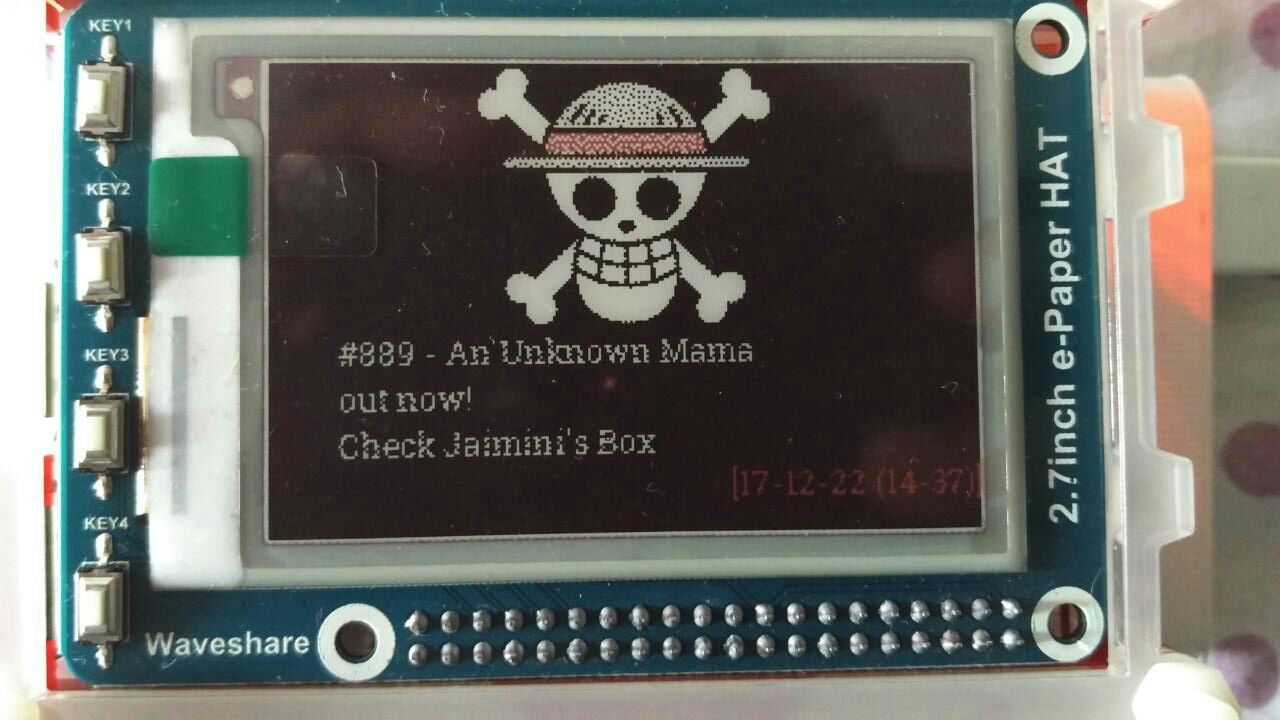 KEY1
KEY2
KEY3
KEY4
#889 - An Unknown Mama
out now!
Check Jaimini's Box
[17-12-22 (14-37)]
2.7inch e-Paper HAT
Waveshare